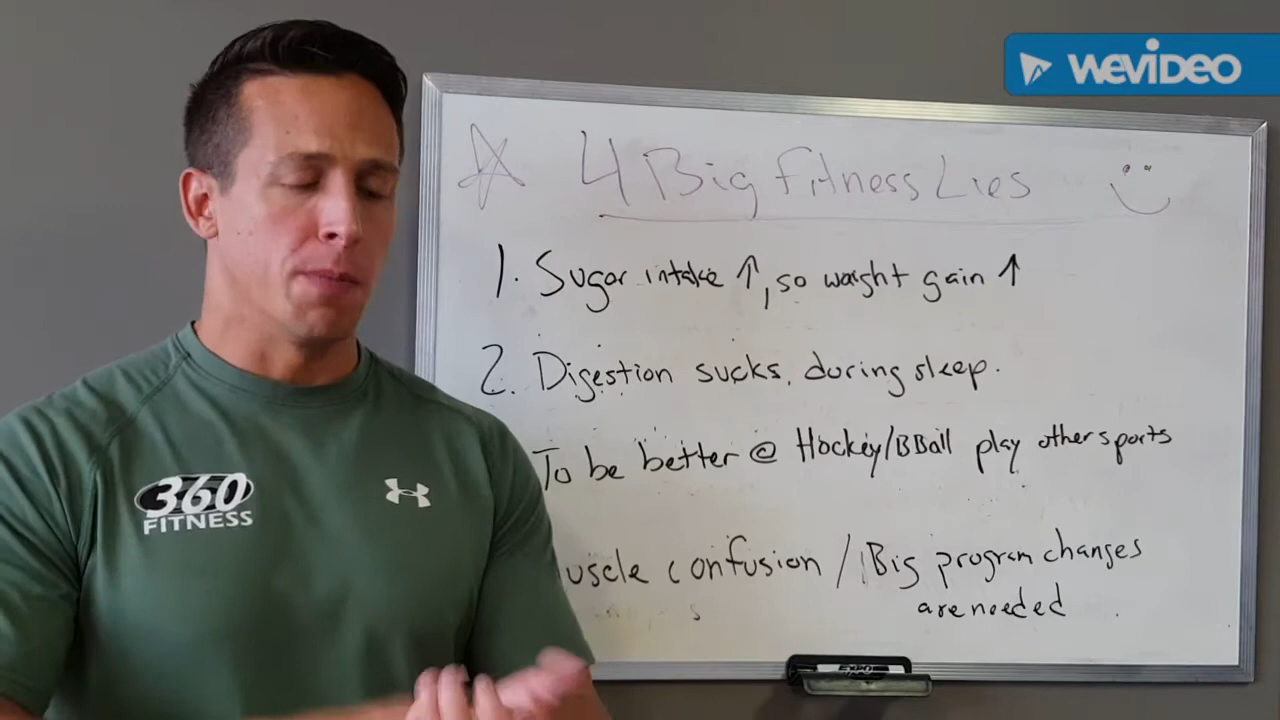 WEVIDEO
4 Big Fitness Lies
1. Sugar intake ↑, so waight gain ↑
2. Digestion sucks during sleep.
To be better @ Hockey/BBall play other sports
uscle confusion / Big program changes
are needed
360
FITNESS
EXPO